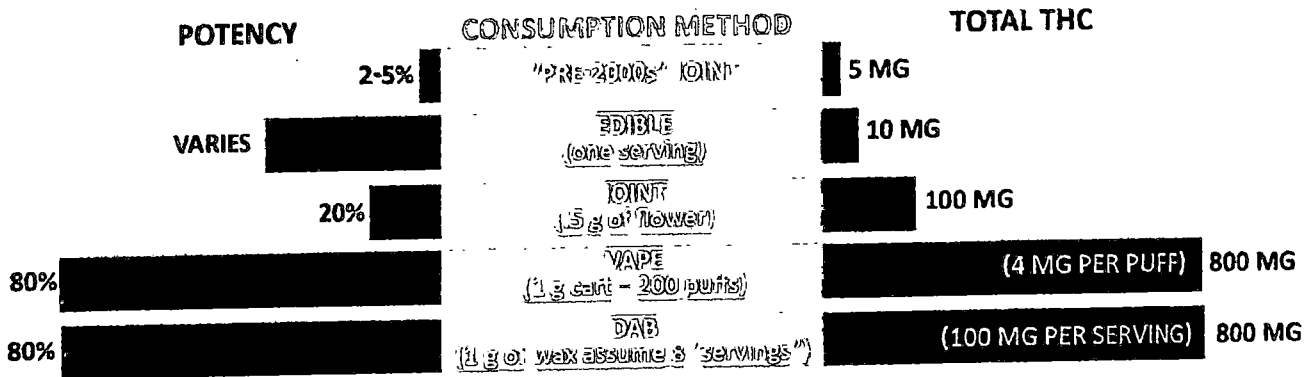 POTENCY CONSUMPTION METHOD TOTAL THC
2-5% "PRE-2000s" JOINT 5 MG
VARIES EDIBLE 10 MG
(one serving)
20% JOINT 100 MG
(.5 g of flower)
80% VAPE (4 MG PER PUFF) 800 MG
(1 g cart – 200 puffs)
80% DAB (100 MG PER SERVING) 800 MG
(1 g of wax assume 8 "servings")